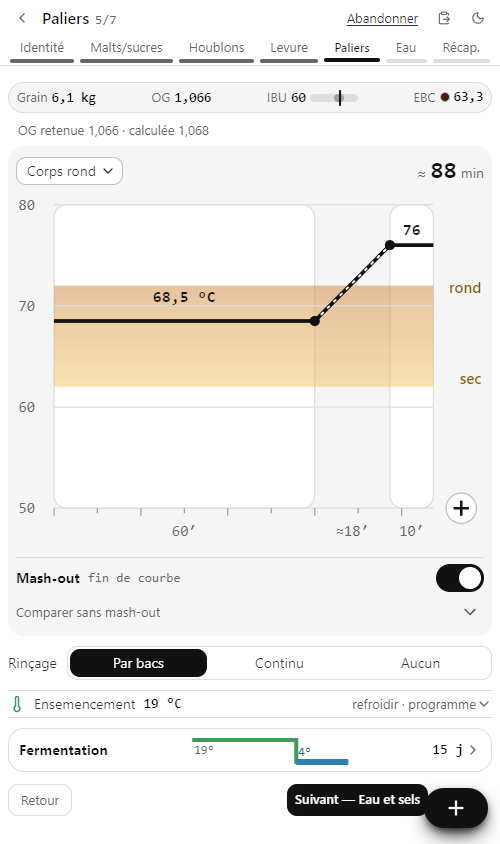 Paliers 5/7 Abandonner
Identité Malts/sucres Houblons Levure Paliers Eau Récap.
Grain 6,1 kg OG 1,066 IBU 60 EBC 63,3
OG retenue 1,066 · calculée 1,068
Corps rond ≈ 88 min
80
76
rond
68,5 °C
70
sec
60
50
60′ ≈18′ 10′
Mash-out fin de courbe
Comparer sans mash-out
Rinçage Par bacs Continu Aucun
Ensemencement 19 °C refroidir · programme
Fermentation 19° 4° 15 j
Retour Suivant — Eau et sels